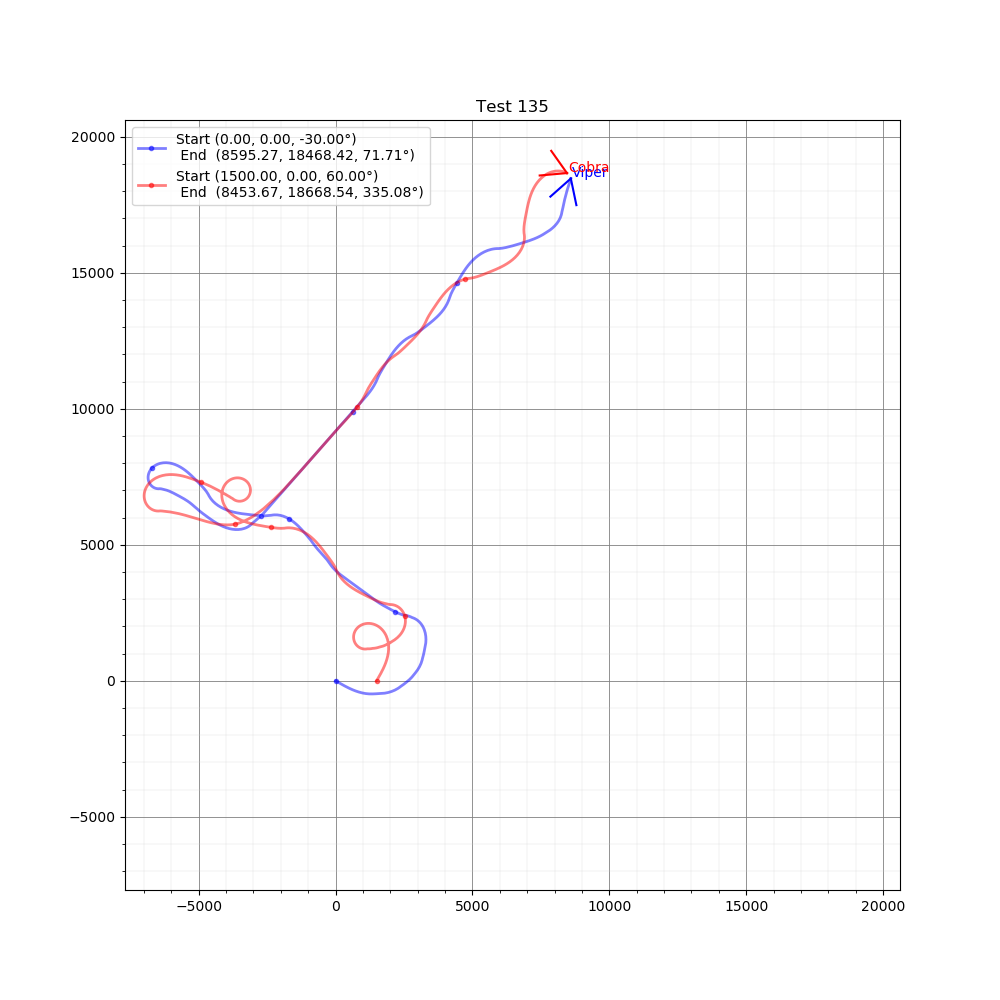 Test 135
Start (0.00, 0.00, -30.00°)
End (8595.27, 18468.42, 71.71°)
Start (1500.00, 0.00, 60.00°)
End (8453.67, 18668.54, 335.08°)
Cobra
Viper
20000
15000
10000
5000
0
−5000
−5000
0
5000
10000
15000
20000